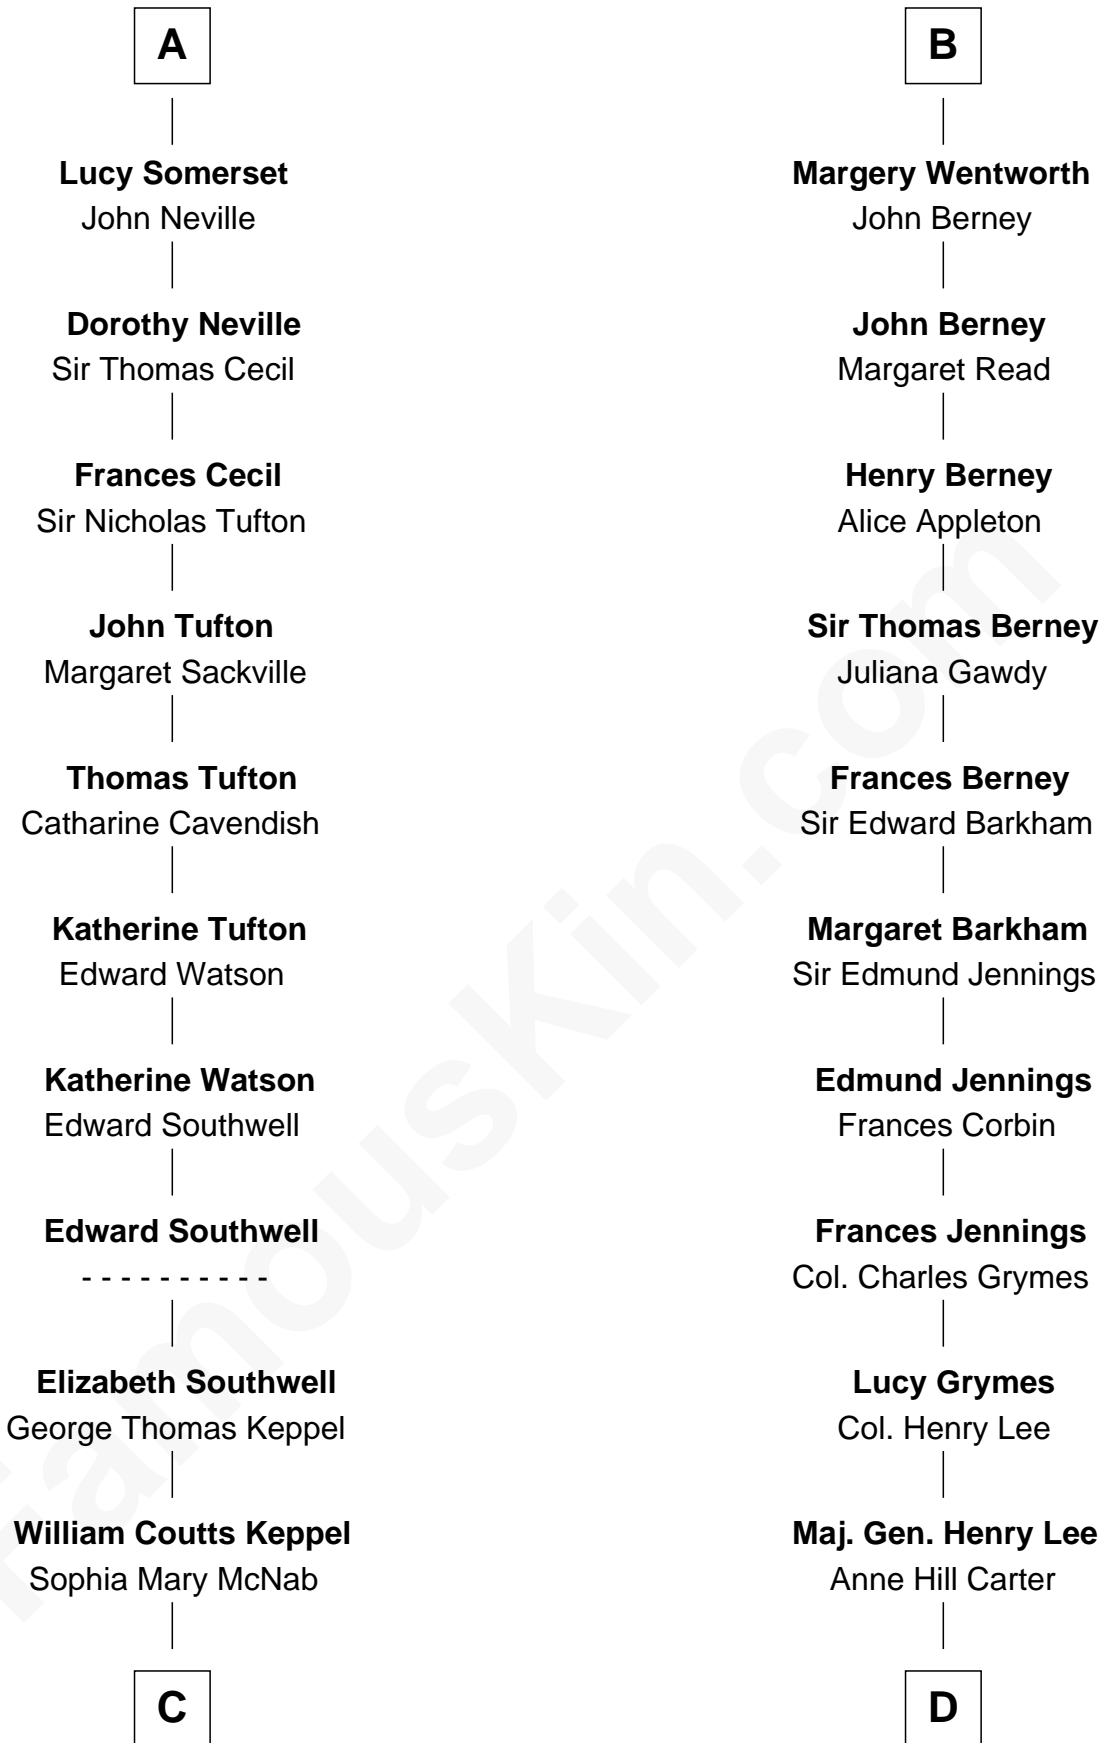 A
Lucy Somerset
John Neville
Dorothy Neville
Sir Thomas Cecil
Frances Cecil
Sir Nicholas Tufton
John Tufton
Margaret Sackville
Thomas Tufton
Catharine Cavendish
Katherine Tufton
Edward Watson
Katherine Watson
Edward Southwell
Edward Southwell
- - - - - - - - - -
Elizabeth Southwell
George Thomas Keppel
William Coutts Keppel
Sophia Mary McNab
C
B
Margery Wentworth
John Berney
John Berney
Margaret Read
Henry Berney
Alice Appleton
Sir Thomas Berney
Juliana Gawdy
Frances Berney
Sir Edward Barkham
Margaret Barkham
Sir Edmund Jennings
Edmund Jennings
Frances Corbin
Frances Jennings
Col. Charles Grymes
Lucy Grymes
Col. Henry Lee
Maj. Gen. Henry Lee
Anne Hill Carter
D
FamousKin.com